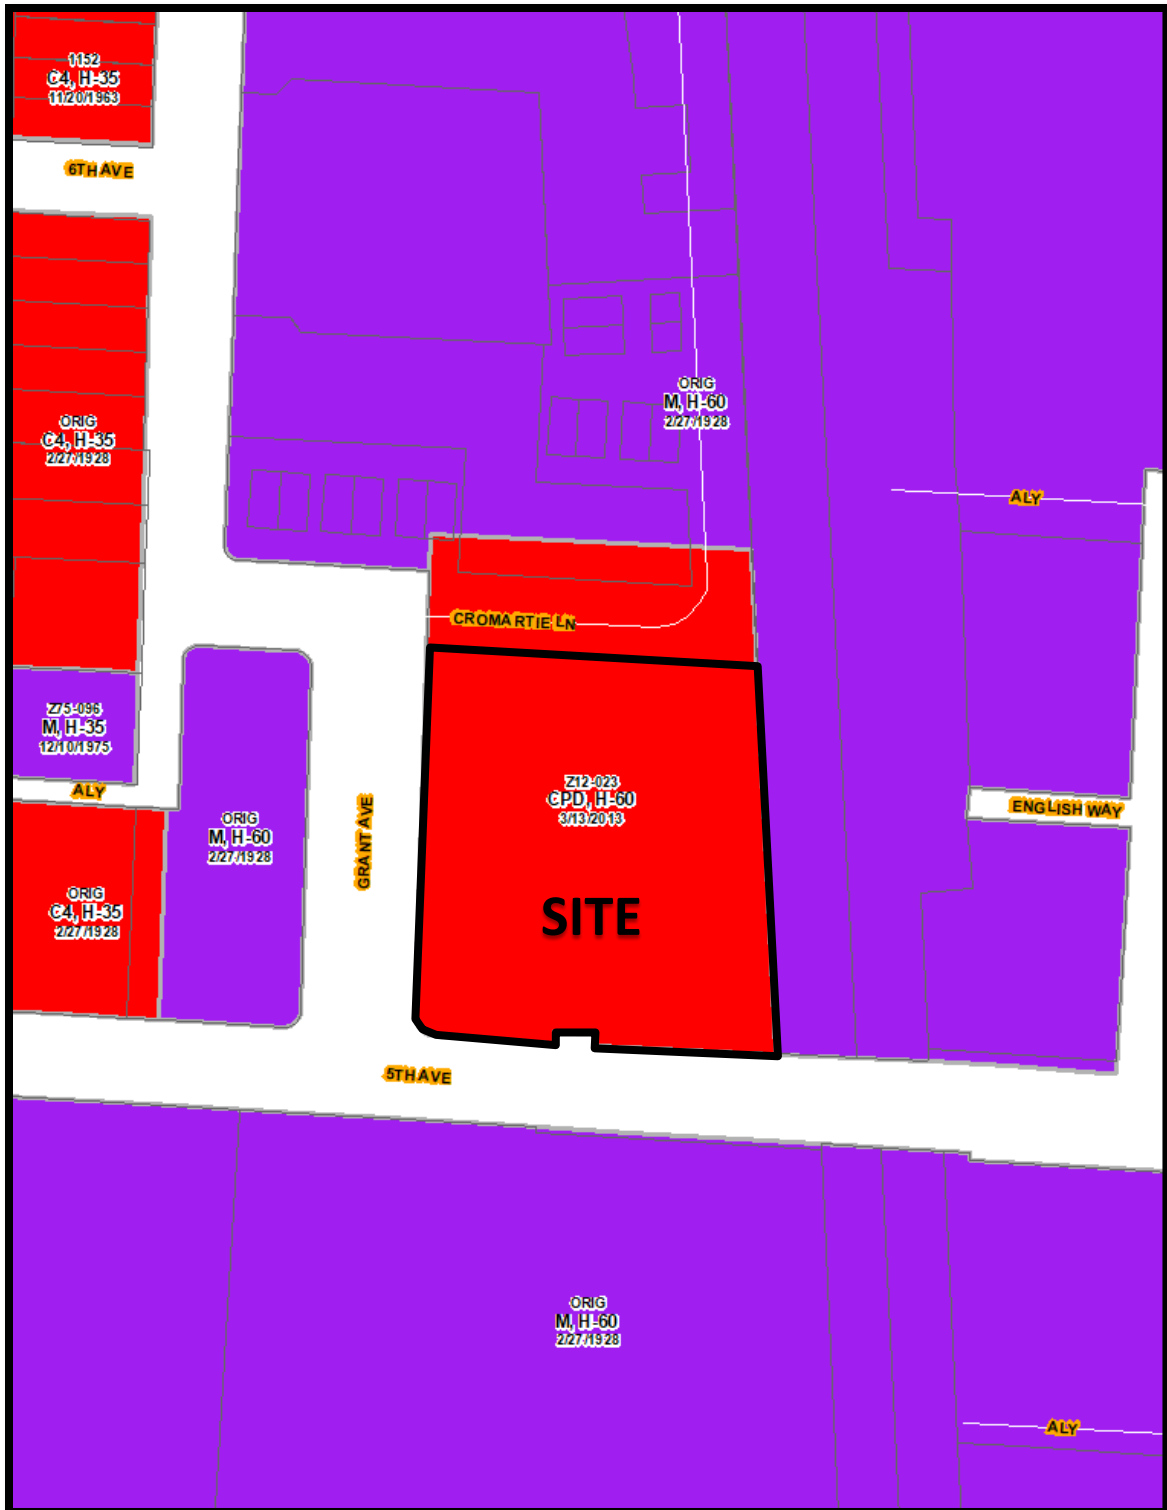 1152
C4, H-35
11/20/1963
6TH AVE
ORIG
C4, H-35
2/27/1928
ORIG
M, H-60
2/27/1928
ALY
CROMARTIE LN
Z75-096
M, H-35
12/10/1975
ALY
Z12-023
CPD, H-60
3/13/2013
ENGLISH WAY
ORIG
M, H-60
2/27/1928
GRANT AVE
ORIG
C4, H-35
2/27/1928
SITE
5TH AVE
ORIG
M, H-60
2/27/1928
ALY